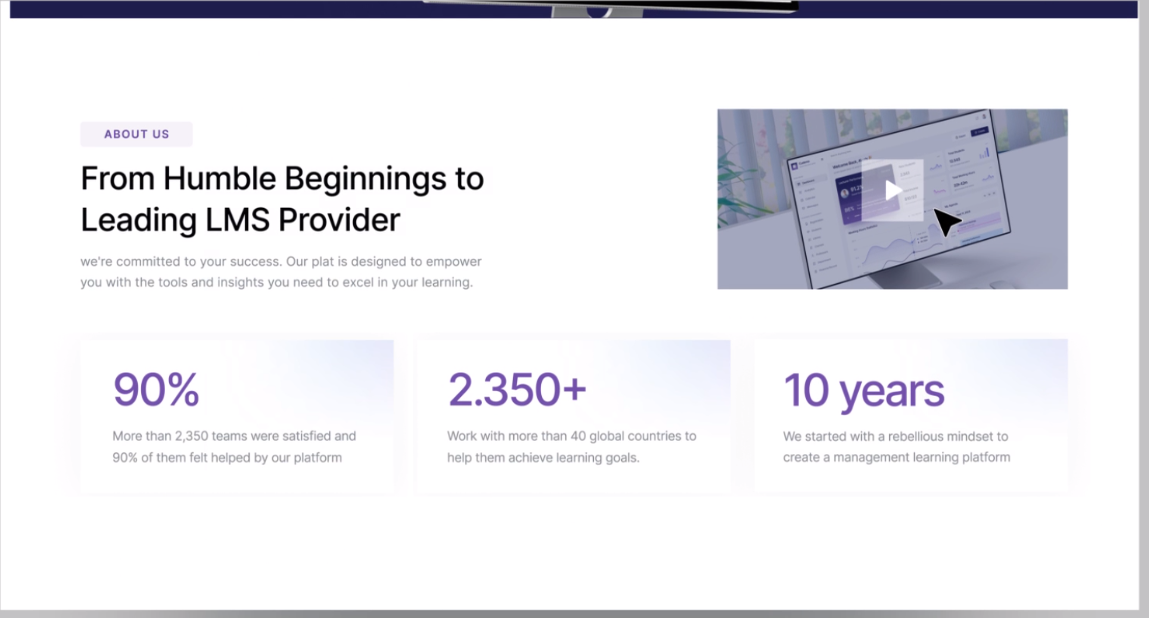 ABOUT US
From Humble Beginnings to
Leading LMS Provider
we're committed to your success. Our plat is designed to empower
you with the tools and insights you need to excel in your learning.
90%
More than 2,350 teams were satisfied and
90% of them felt helped by our platform
2.350+
Work with more than 40 global countries to
help them achieve learning goals.
10 years
We started with a rebellious mindset to
create a management learning platform